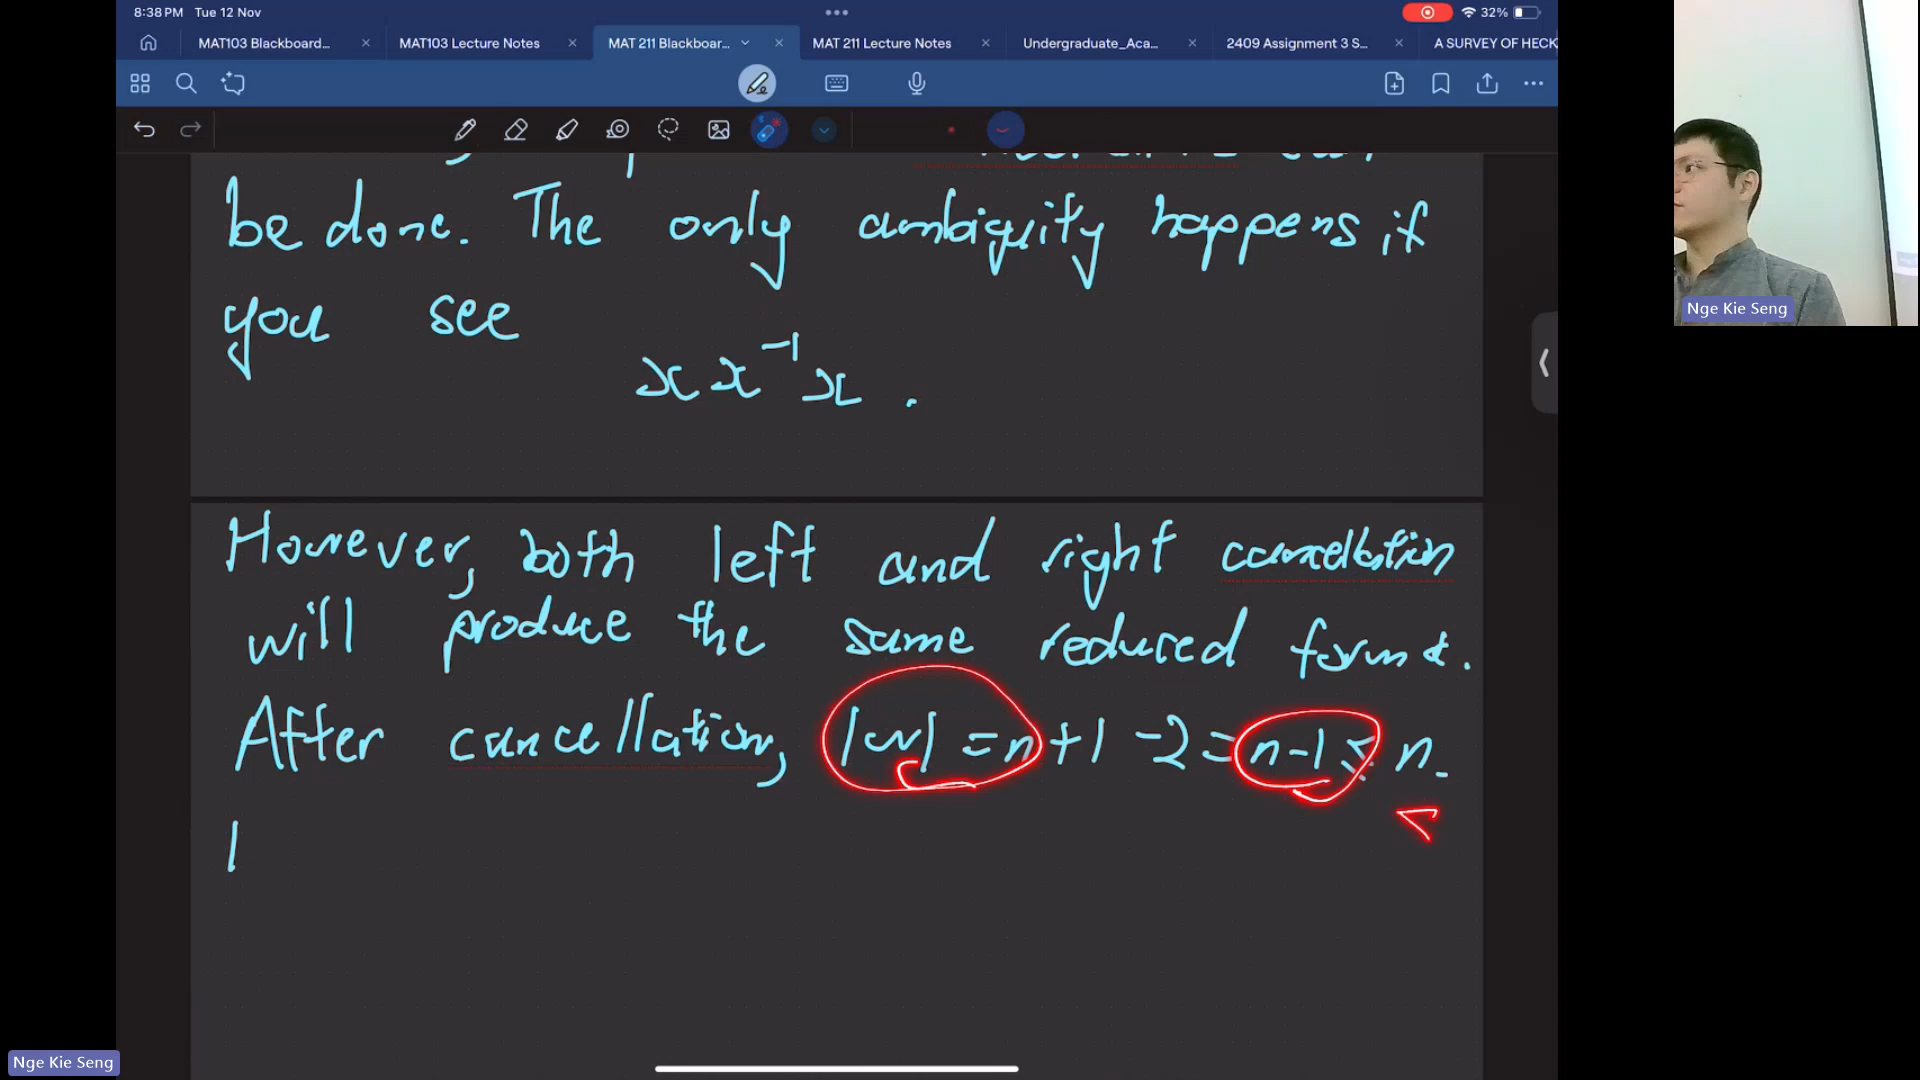 8:38 PM Tue 12 Nov
32%
MAT103 Blackboard...
MAT103 Lecture Notes
MAT 211 Blackboar...
MAT 211 Lecture Notes
Undergraduate_Aca...
2409 Assignment 3 S...
A SURVEY OF HECK
be done. The only ambiguity happens if
you see
x x⁻¹ x .
However, both left and right cancellation
will produce the same reduced form.
After cancellation, |w| = n + 1 - 2 = n - 1 ≤ n.
<
Nge Kie Seng
Nge Kie Seng